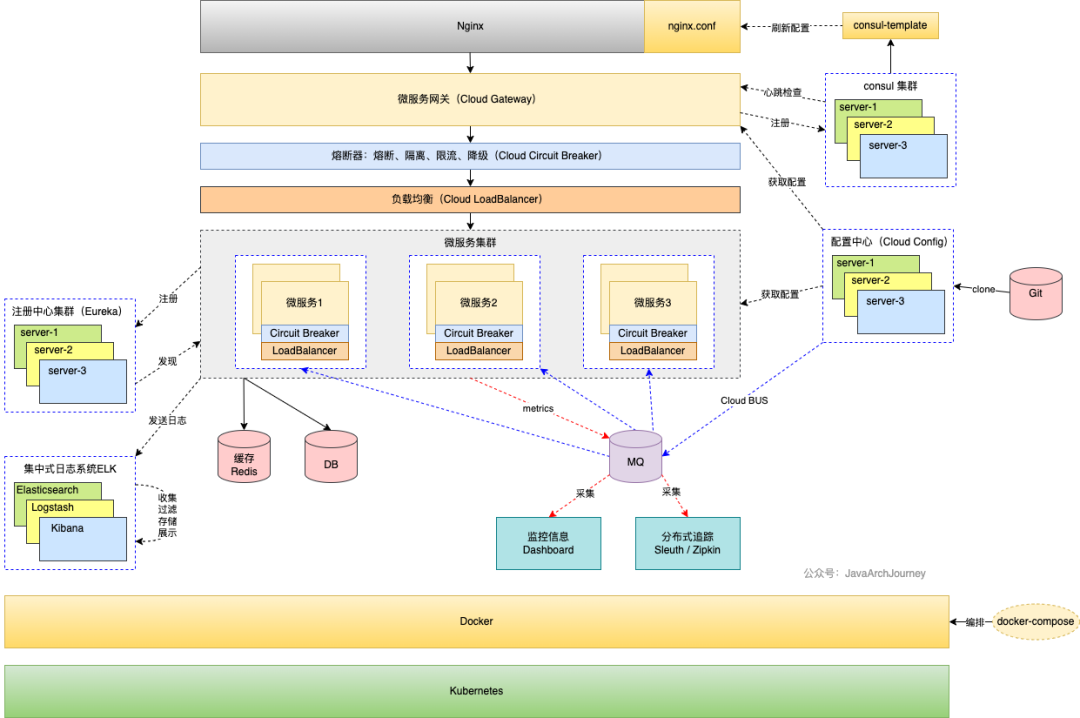 Nginx
nginx.conf
刷新配置
consul-template
微服务网关（Cloud Gateway）
心跳检查
注册
consul 集群
server-1
server-2
server-3
熔断器：熔断、隔离、限流、降级（Cloud Circuit Breaker）
负载均衡（Cloud LoadBalancer）
获取配置
微服务集群
微服务1
Circuit Breaker
LoadBalancer
微服务2
Circuit Breaker
LoadBalancer
微服务3
Circuit Breaker
LoadBalancer
获取配置
配置中心（Cloud Config）
server-1
server-2
server-3
clone
Git
注册
注册中心集群（Eureka）
server-1
server-2
server-3
发现
发送日志
metrics
Cloud BUS
缓存
Redis
DB
MQ
集中式日志系统ELK
Elasticsearch
Logstash
Kibana
收集
过滤
存储
展示
采集
采集
监控信息
Dashboard
分布式追踪
Sleuth / Zipkin
公众号：JavaArchJourney
Docker
编排
docker-compose
Kubernetes